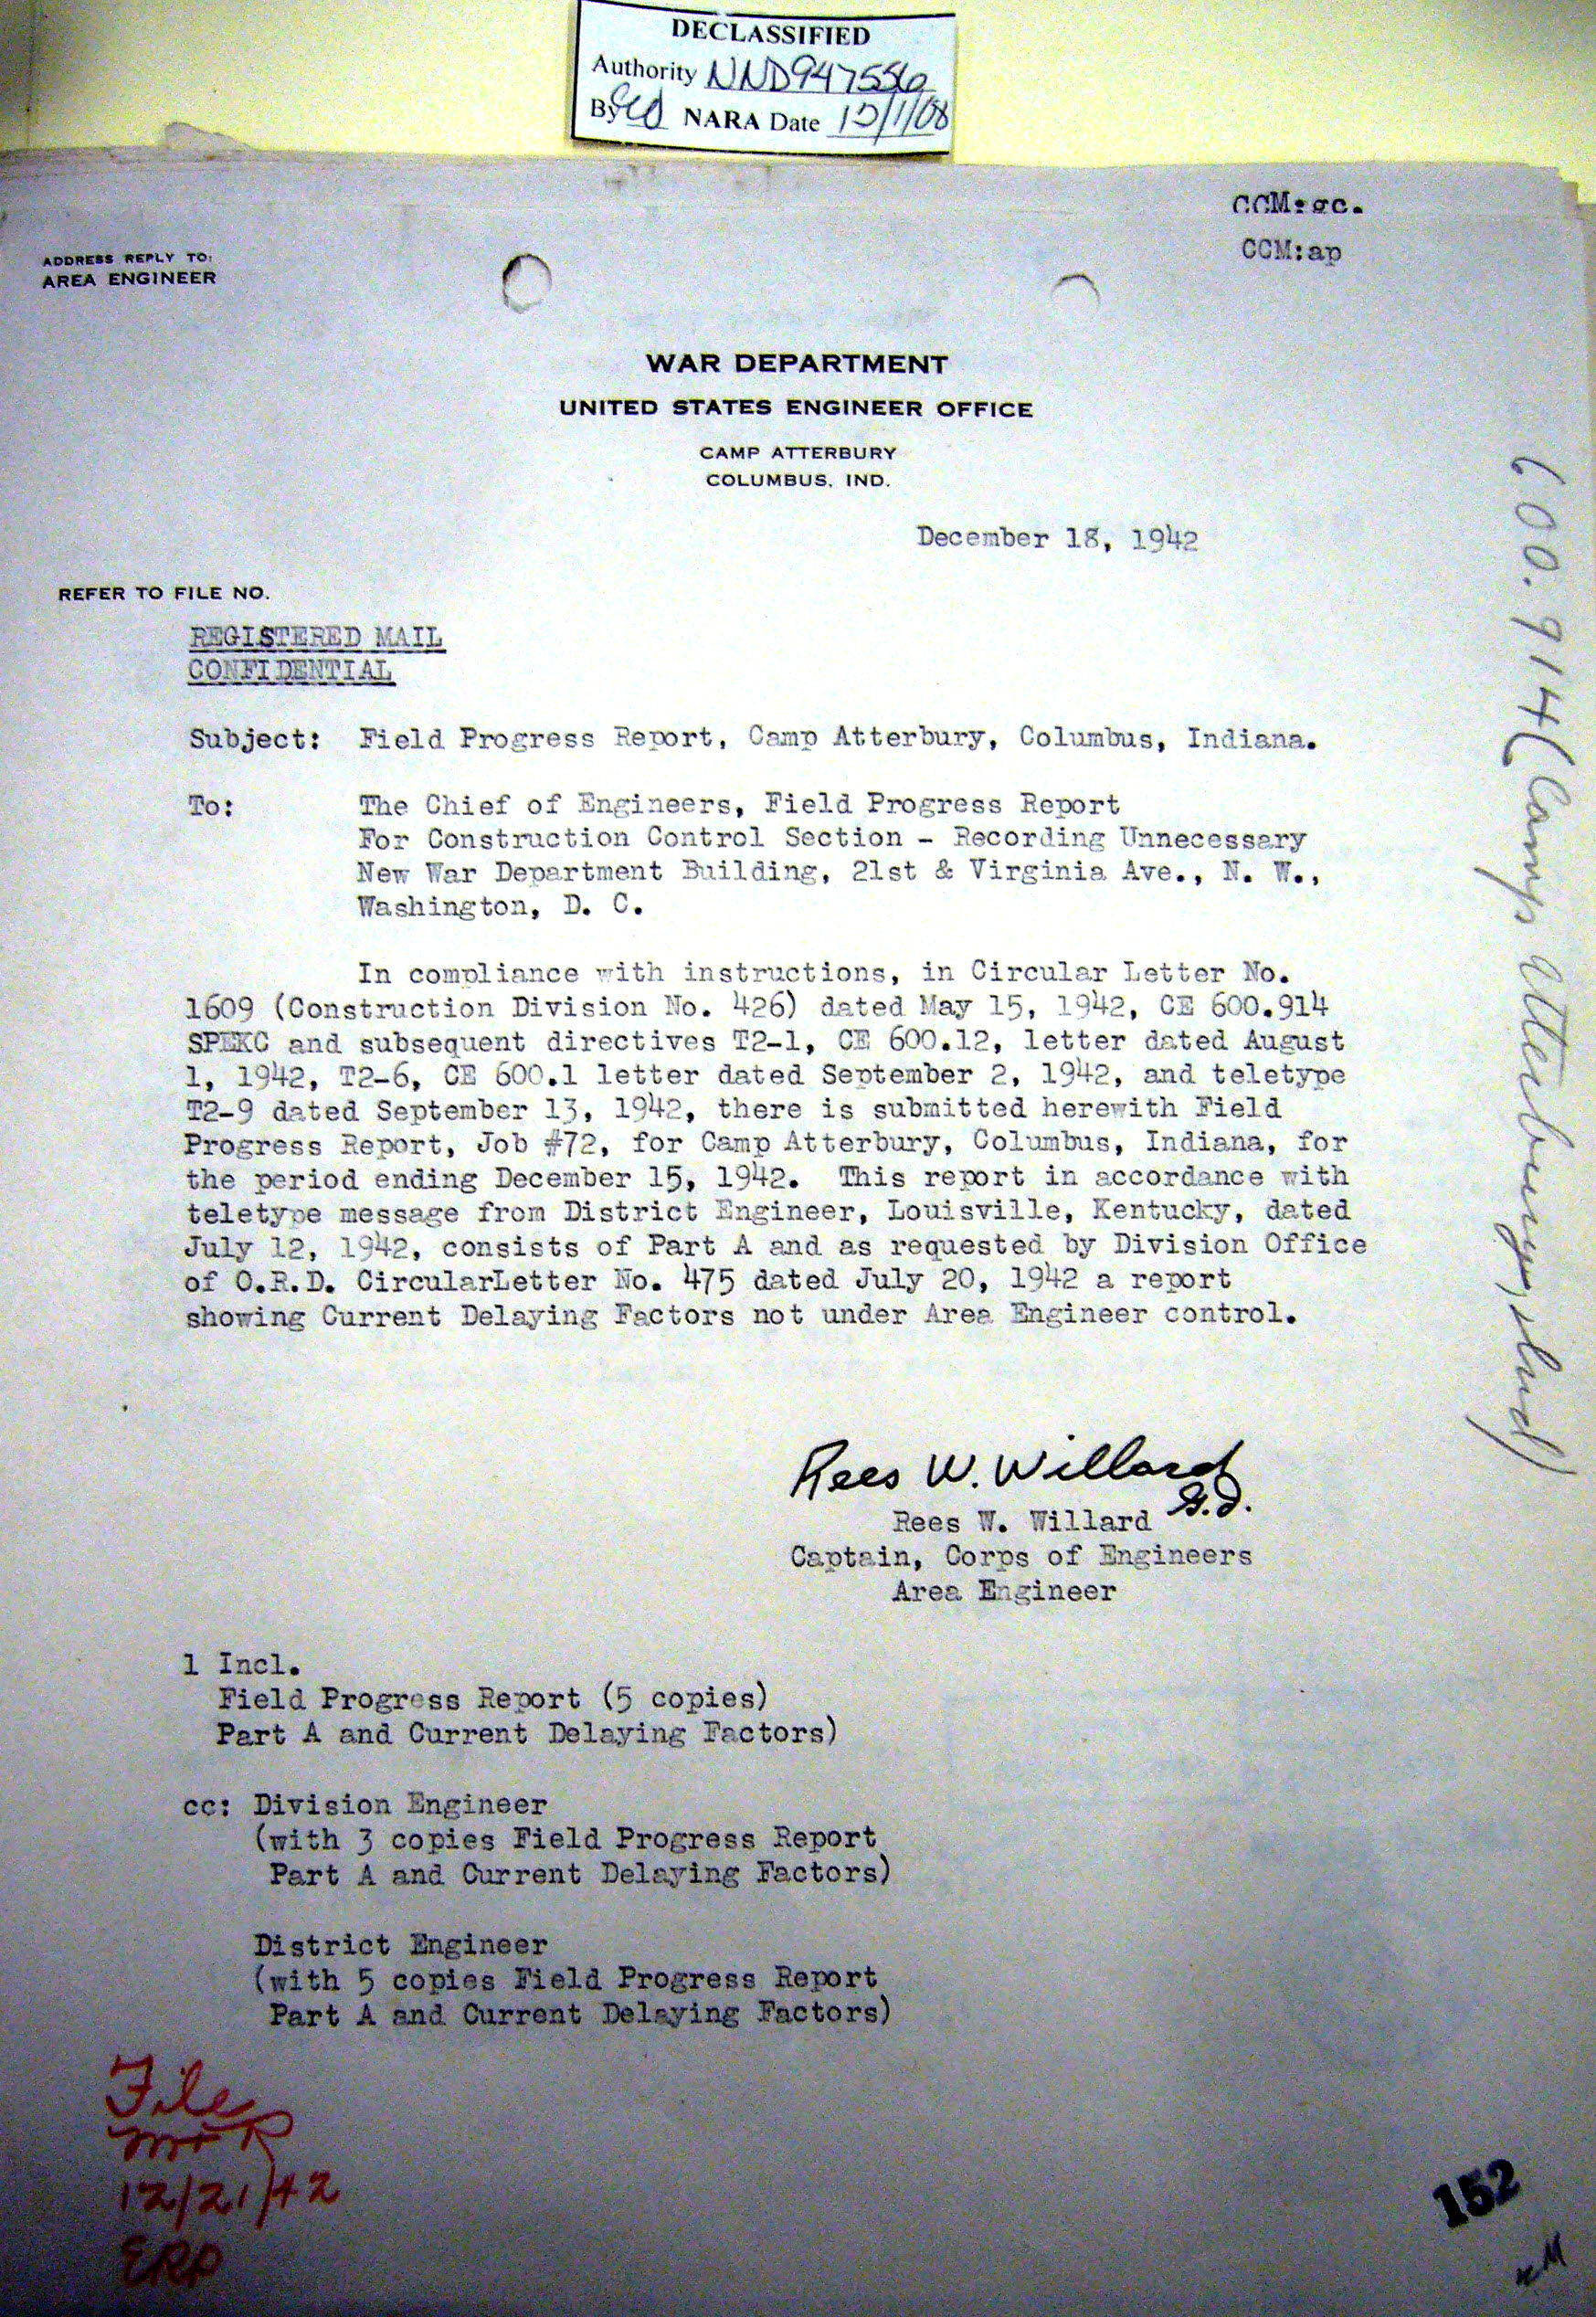 DECLASSIFIED
Authority NND947556
By NARA Date
CCM:gc.
CCM:ap
ADDRESS REPLY TO:
AREA ENGINEER
WAR DEPARTMENT
UNITED STATES ENGINEER OFFICE
CAMP ATTERBURY
COLUMBUS, IND.
December 18, 1942
REFER TO FILE NO.
REGISTERED MAIL
CONFIDENTIAL
Subject: Field Progress Report, Camp Atterbury, Columbus, Indiana.
To: The Chief of Engineers, Field Progress Report
For Construction Control Section - Recording Unnecessary
New War Department Building, 21st & Virginia Ave., N. W.,
Washington, D. C.
In compliance with instructions, in Circular Letter No.
1609 (Construction Division No. 426) dated May 15, 1942, CE 600.914
SPEKC and subsequent directives T2-1, CE 600.12, letter dated August
1, 1942, T2-6, CE 600.1 letter dated September 2, 1942, and teletype
T2-9 dated September 13, 1942, there is submitted herewith Field
Progress Report, Job #72, for Camp Atterbury, Columbus, Indiana, for
the period ending December 15, 1942. This report in accordance with
teletype message from District Engineer, Louisville, Kentucky, dated
July 12, 1942, consists of Part A and as requested by Division Office
of O.R.D. CircularLetter No. 475 dated July 20, 1942 a report
showing Current Delaying Factors not under Area Engineer control.
Rees W. Willard
G.D.
Rees W. Willard
Captain, Corps of Engineers
Area Engineer
1 Incl.
Field Progress Report (5 copies)
Part A and Current Delaying Factors)
cc: Division Engineer
(with 3 copies Field Progress Report
Part A and Current Delaying Factors)
District Engineer
(with 5 copies Field Progress Report
Part A and Current Delaying Factors)
File
12/21/42
ERP
152
600.914 (Camp Atterbury, Ind)